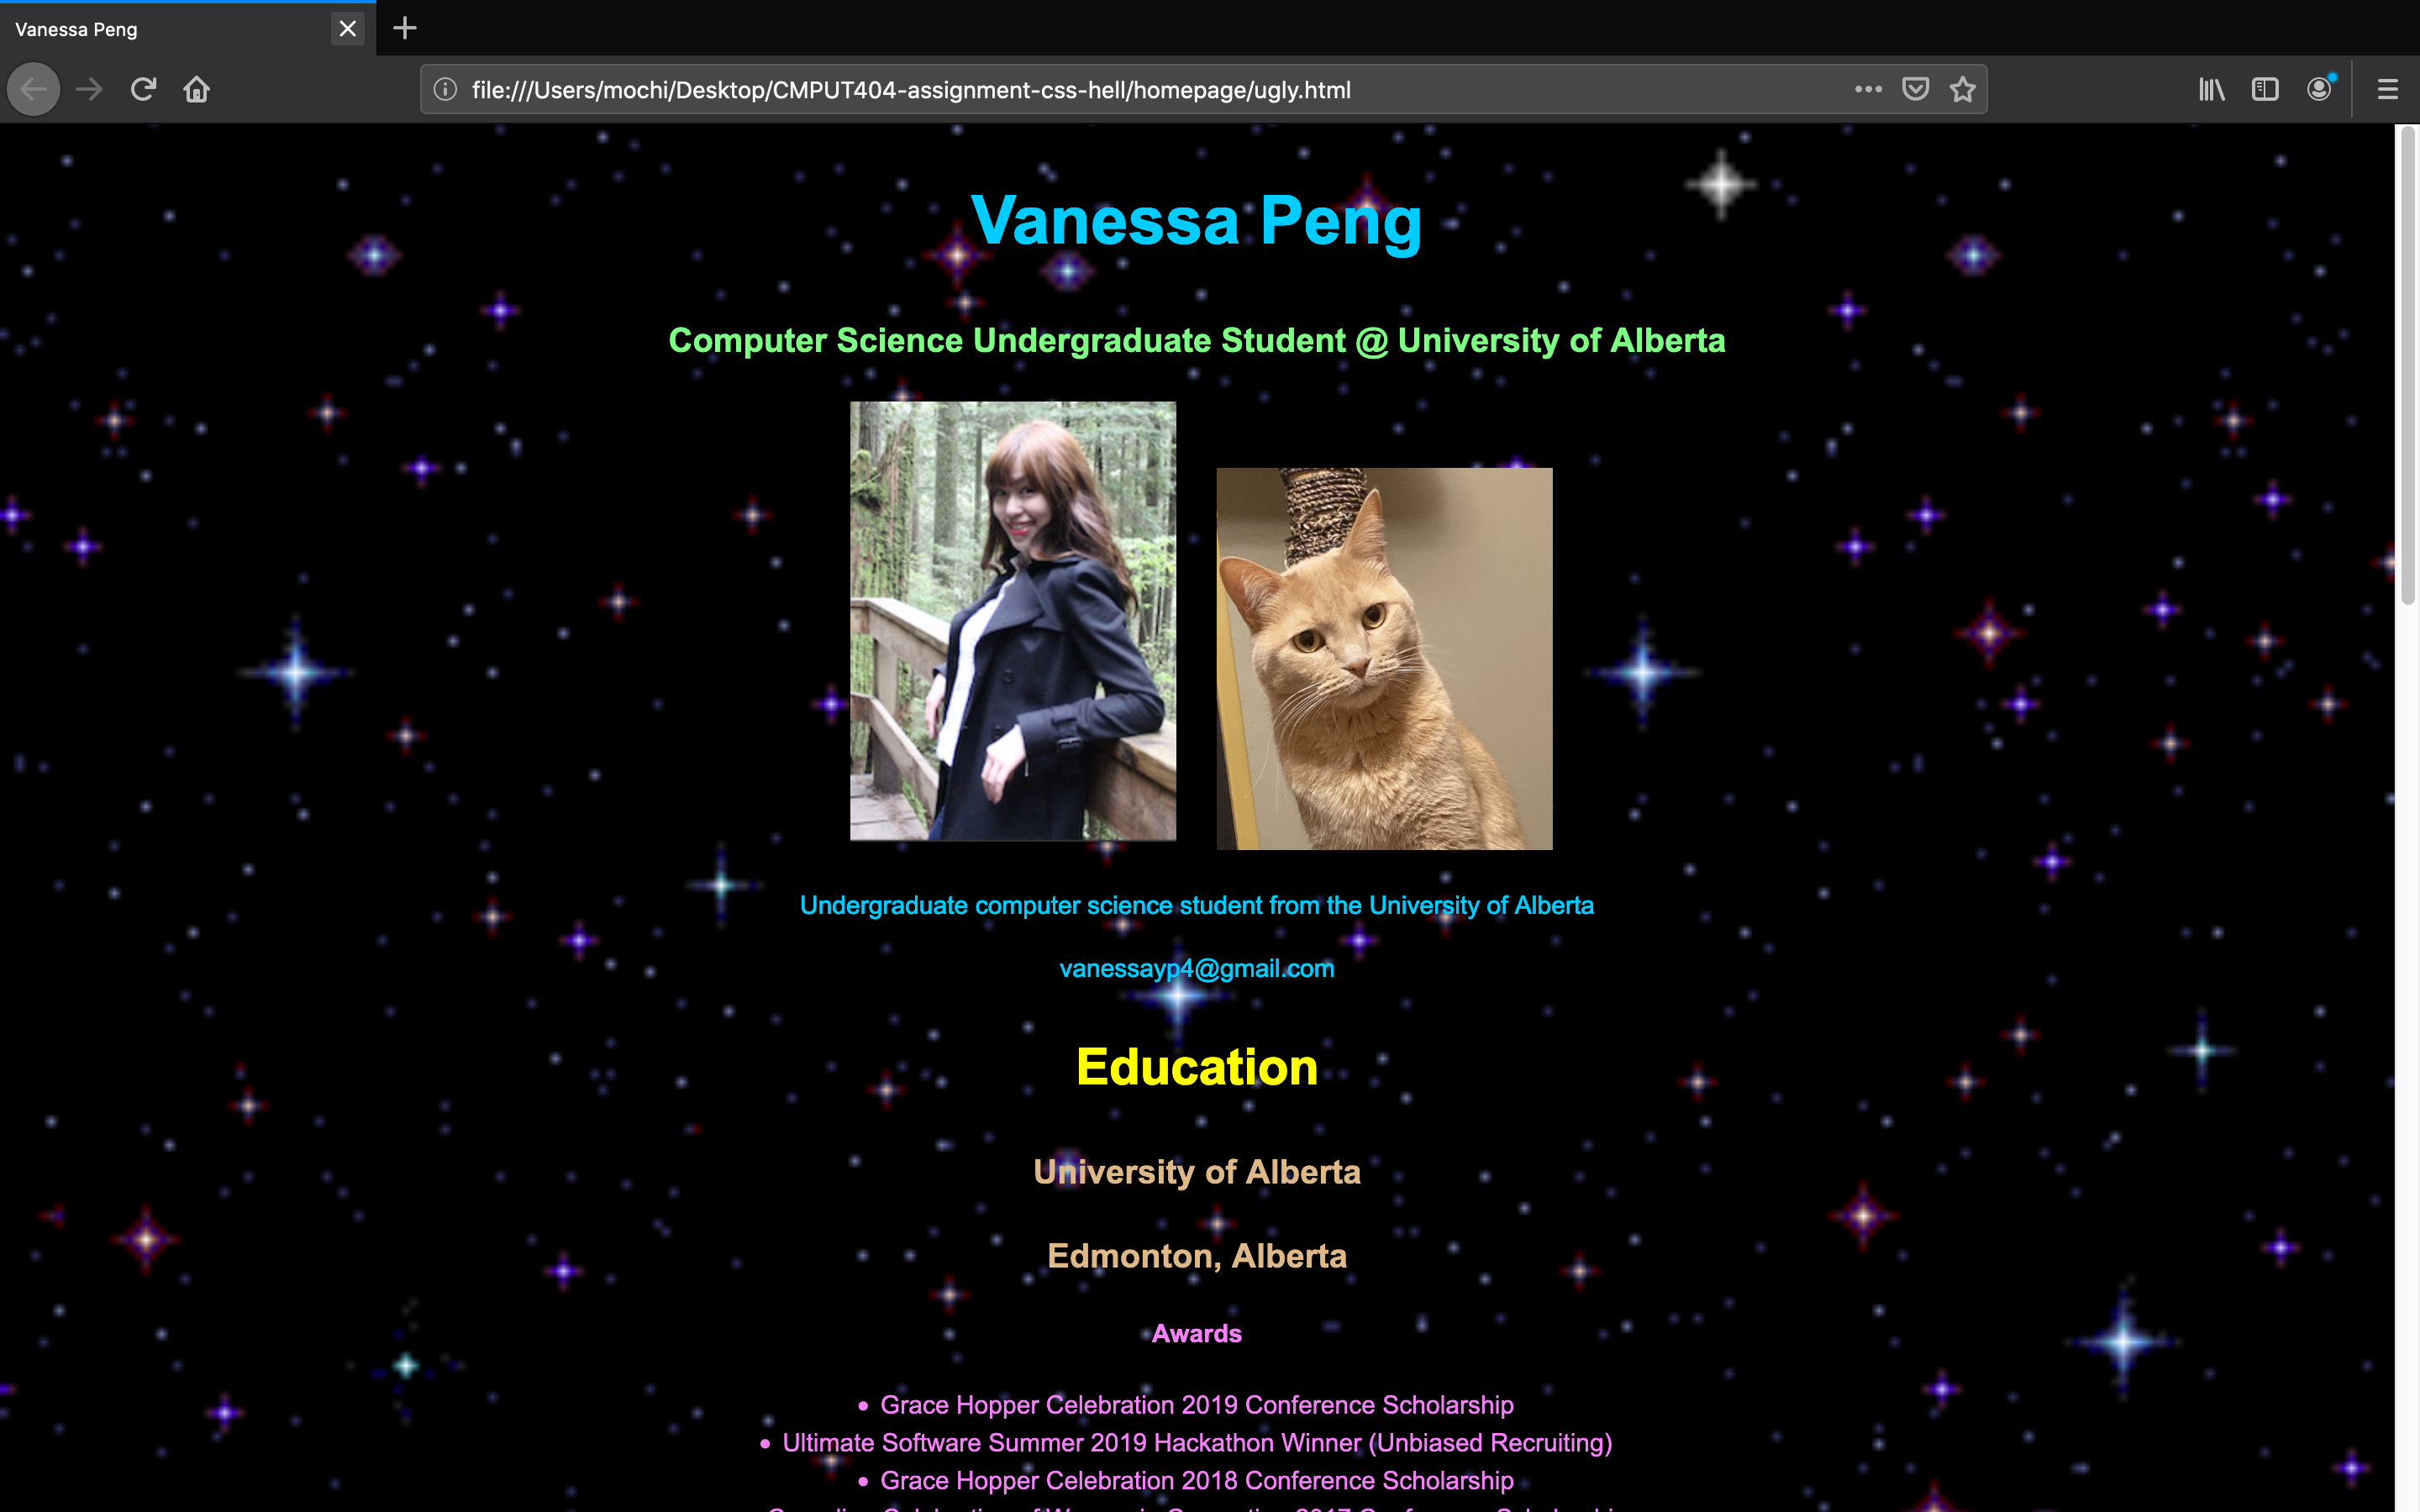 Vanessa Peng
file:///Users/mochi/Desktop/CMPUT404-assignment-css-hell/homepage/ugly.html
Vanessa Peng
Computer Science Undergraduate Student @ University of Alberta
Undergraduate computer science student from the University of Alberta
vanessayp4@gmail.com
Education
University of Alberta
Edmonton, Alberta
Awards
• Grace Hopper Celebration 2019 Conference Scholarship
• Ultimate Software Summer 2019 Hackathon Winner (Unbiased Recruiting)
• Grace Hopper Celebration 2018 Conference Scholarship